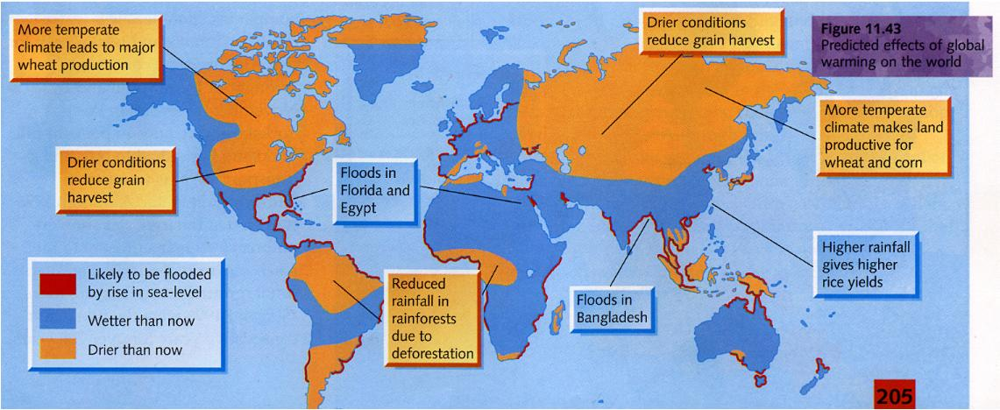 More temperate
climate leads to major
wheat production
Drier conditions
reduce grain harvest
Figure 11.43
Predicted effects of global
warming on the world
More temperate
climate makes land
productive for
wheat and corn
Drier conditions
reduce grain
harvest
Floods in
Florida and
Egypt
Higher rainfall
gives higher
rice yields
Likely to be flooded
by rise in sea-level
Wetter than now
Drier than now
Reduced
rainfall in
rainforests
due to
deforestation
Floods in
Bangladesh
205